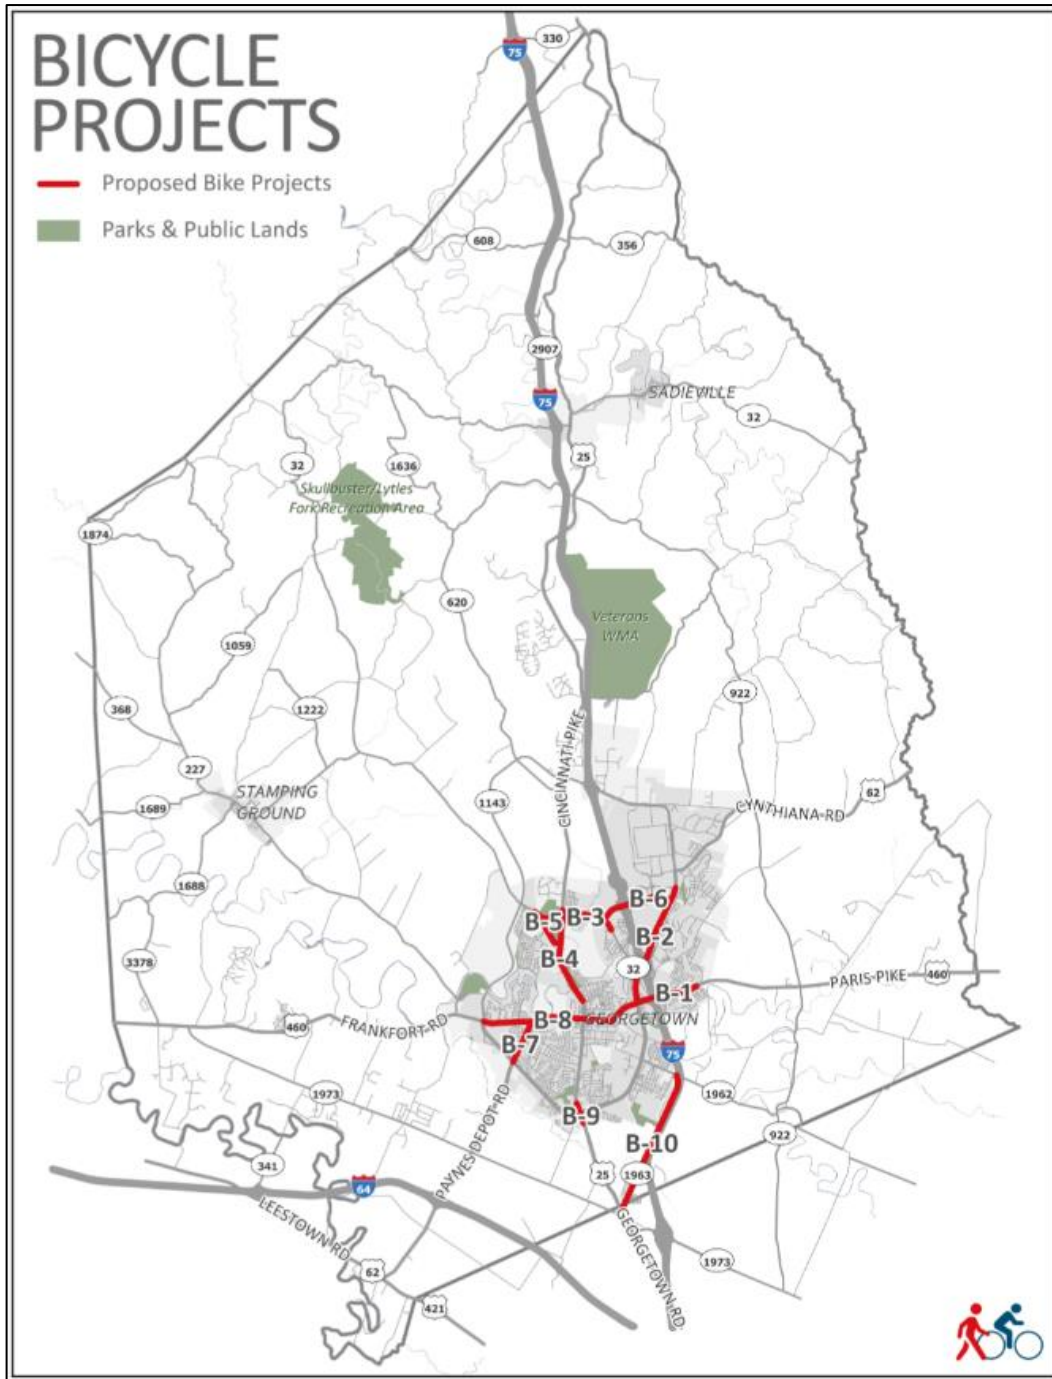 BICYCLE
PROJECTS
Proposed Bike Projects
Parks & Public Lands
75
330
608
356
2907
75
SADIEVILLE
32
25
32
1636
Skullbuster/Lytles
Fork Recreation Area
1874
620
Veterans
WMA
1059
922
368
1222
CINCINNATI PIKE
227
STAMPING
GROUND
1689
1143
62
CYNTHIANA RD
1688
B-6
B-5
B-3
B-2
B-4
3378
32
B-1
PARIS PIKE
460
460
FRANKFORT RD
B-8
GEORGETOWN
B-7
75
1973
1962
PAYNES DEPOT RD
B-9
922
B-10
341
25
1963
64
LEESTOWN RD
GEORGETOWN RD
1973
62
421